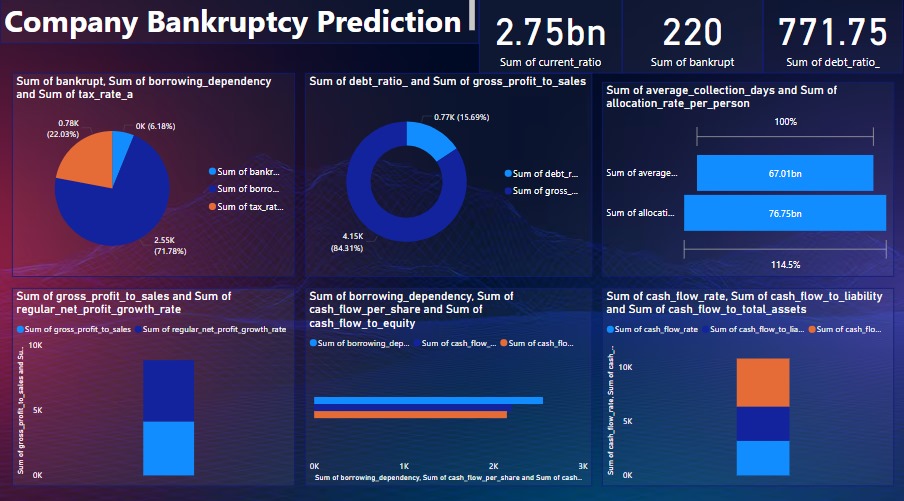 Company Bankruptcy Prediction
2.75bn
Sum of current_ratio
220
Sum of bankrupt
771.75
Sum of debt_ratio_
Sum of bankrupt, Sum of borrowing_dependency
and Sum of tax_rate_a
0.78K
(22.03%)
0K (6.18%)
2.55K
(71.78%)
Sum of bankr...
Sum of borro...
Sum of tax_rat...
Sum of debt_ratio_ and Sum of gross_profit_to_sales
0.77K (15.69%)
4.15K
(84.31%)
Sum of debt_r...
Sum of gross_...
Sum of average_collection_days and Sum of
allocation_rate_per_person
100%
Sum of average...
67.01bn
Sum of allocati...
76.75bn
114.5%
Sum of gross_profit_to_sales and Sum of
regular_net_profit_growth_rate
Sum of gross_profit_to_sales
Sum of regular_net_profit_growth_rate
Sum of gross_profit_to_sales and Su...
10K
5K
0K
Sum of borrowing_dependency, Sum of
cash_flow_per_share and Sum of
cash_flow_to_equity
Sum of borrowing_dep...
Sum of cash_flow_...
Sum of cash_flo...
0K
1K
2K
3K
Sum of borrowing_dependency, Sum of cash_flow_per_share and Sum of cash...
Sum of cash_flow_rate, Sum of cash_flow_to_liability
and Sum of cash_flow_to_total_assets
Sum of cash_flow_rate
Sum of cash_flow_to_lia...
Sum of cash_flo...
Sum of cash_flow_rate, Sum of cash_...
10K
5K
0K